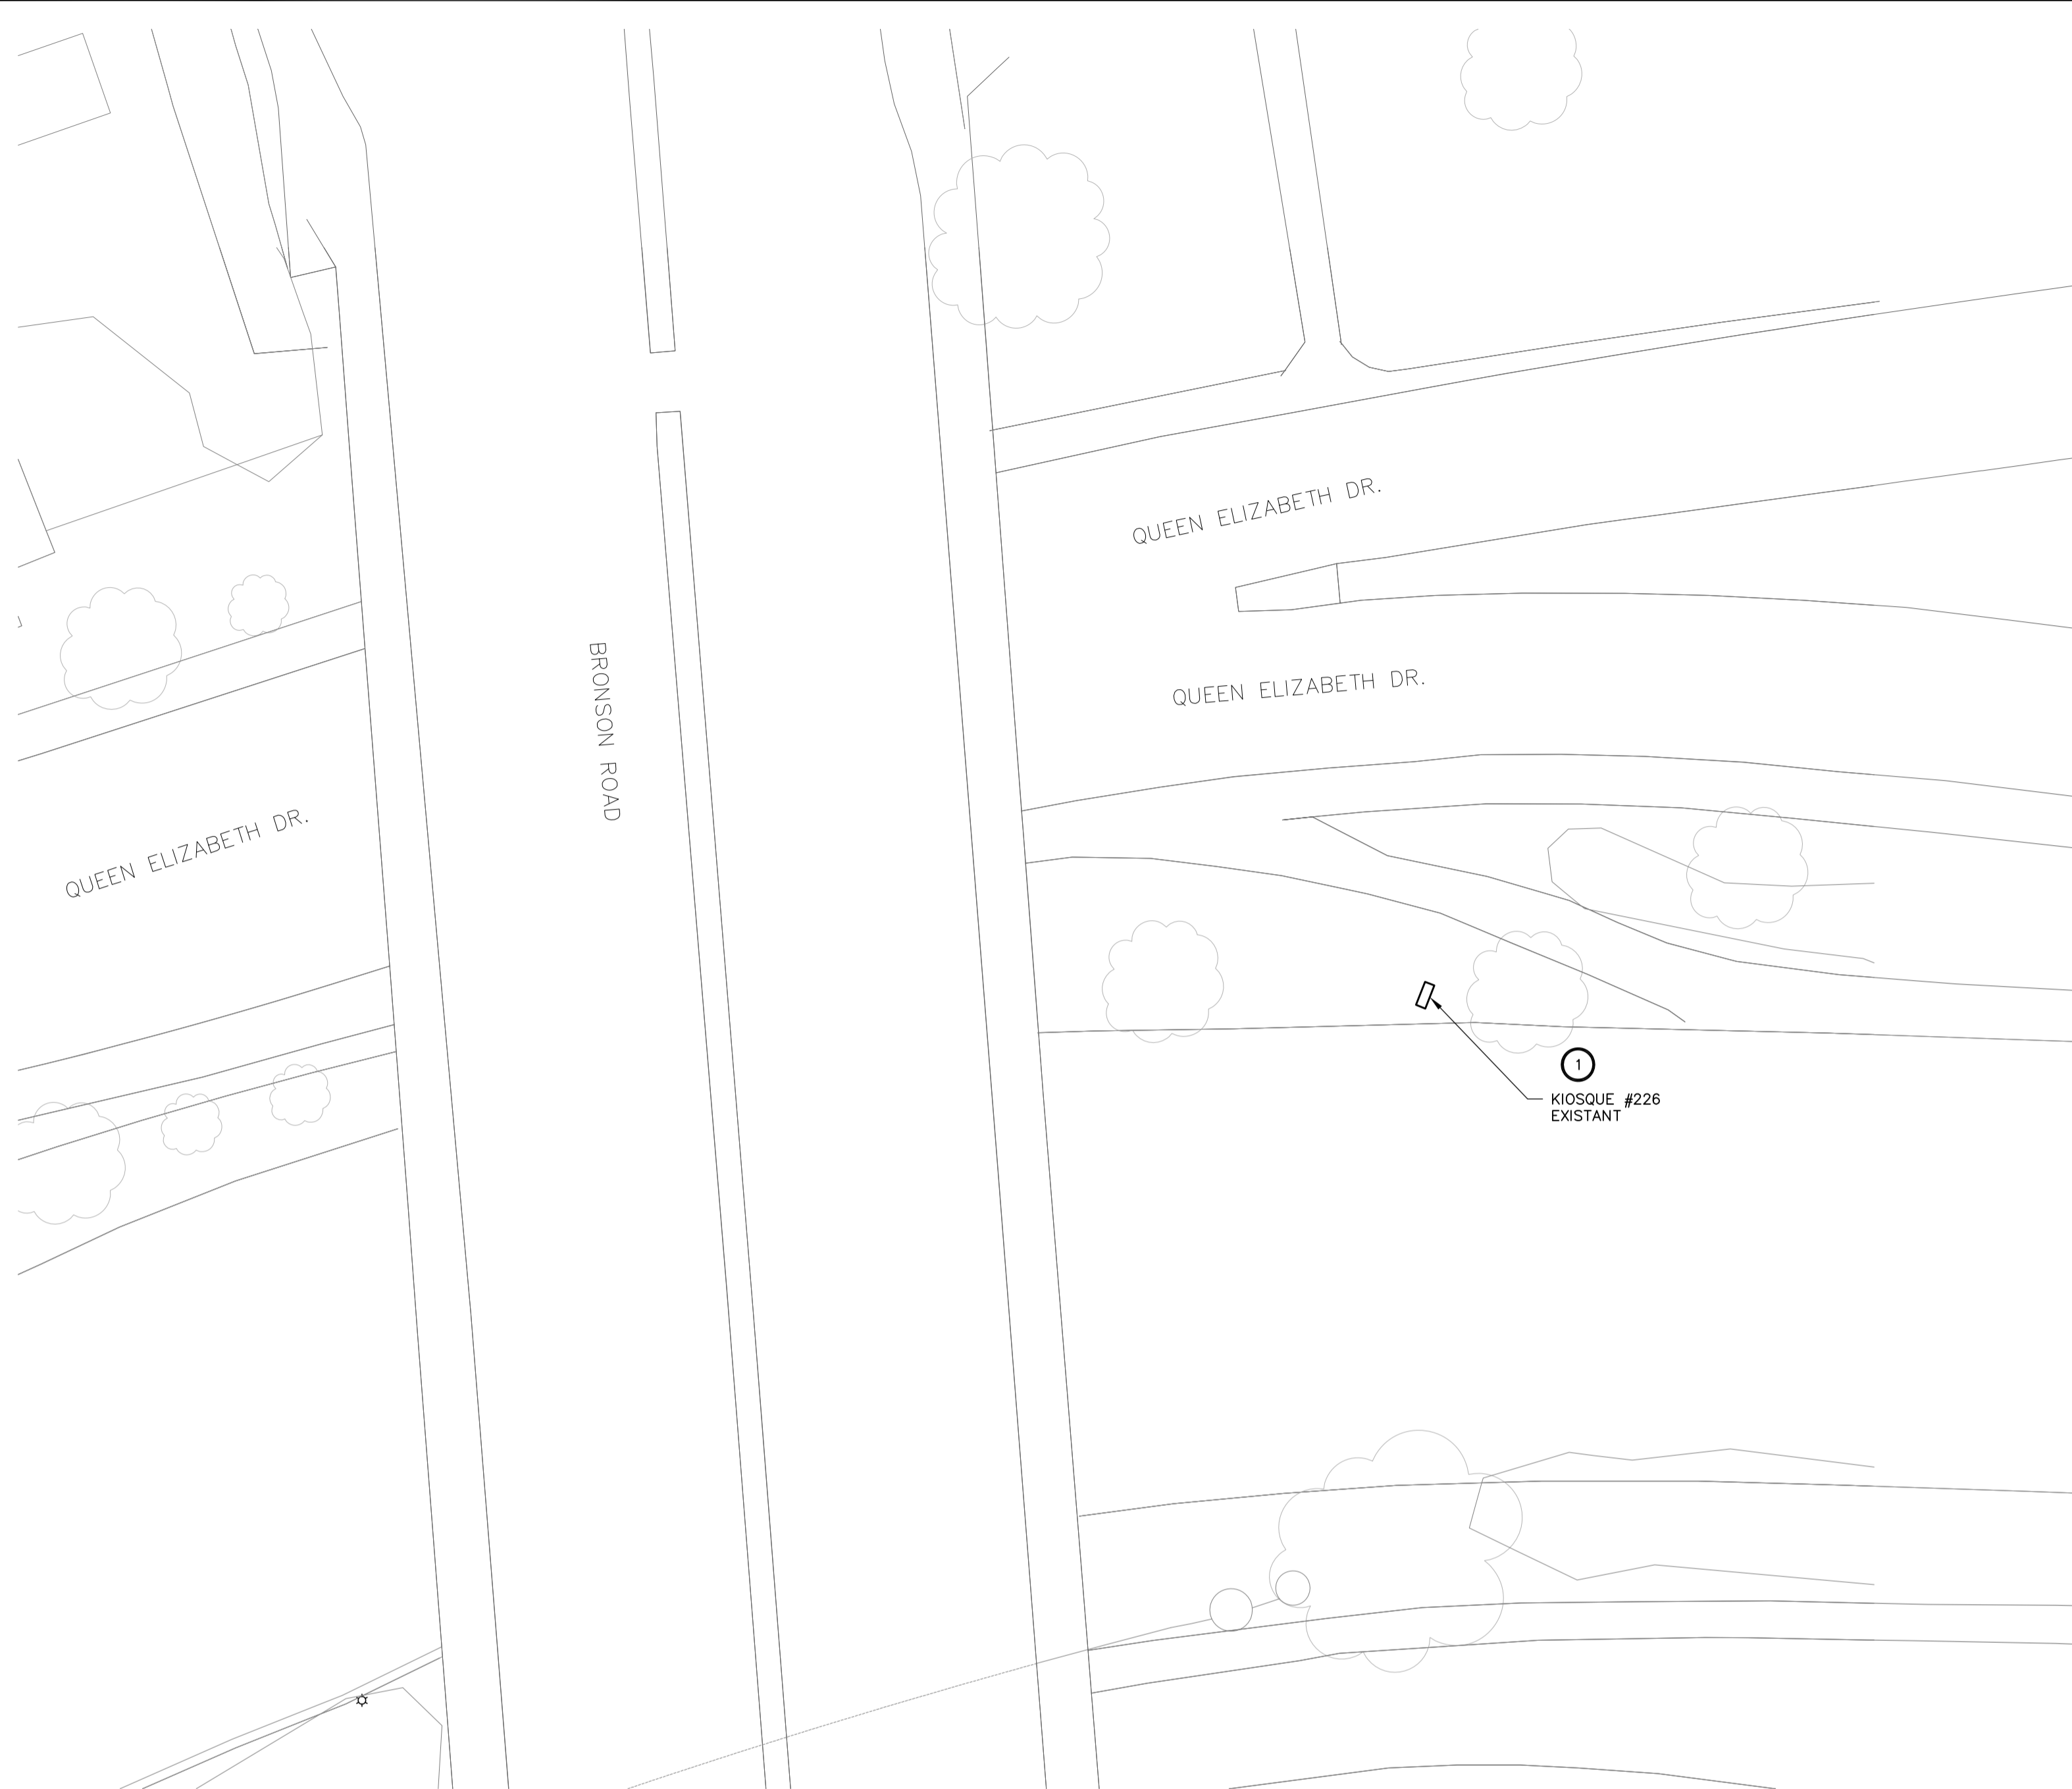 QUEEN ELIZABETH DR.
QUEEN ELIZABETH DR.
BRONSON ROAD
QUEEN ELIZABETH DR.
1
KIOSQUE #226
EXISTANT